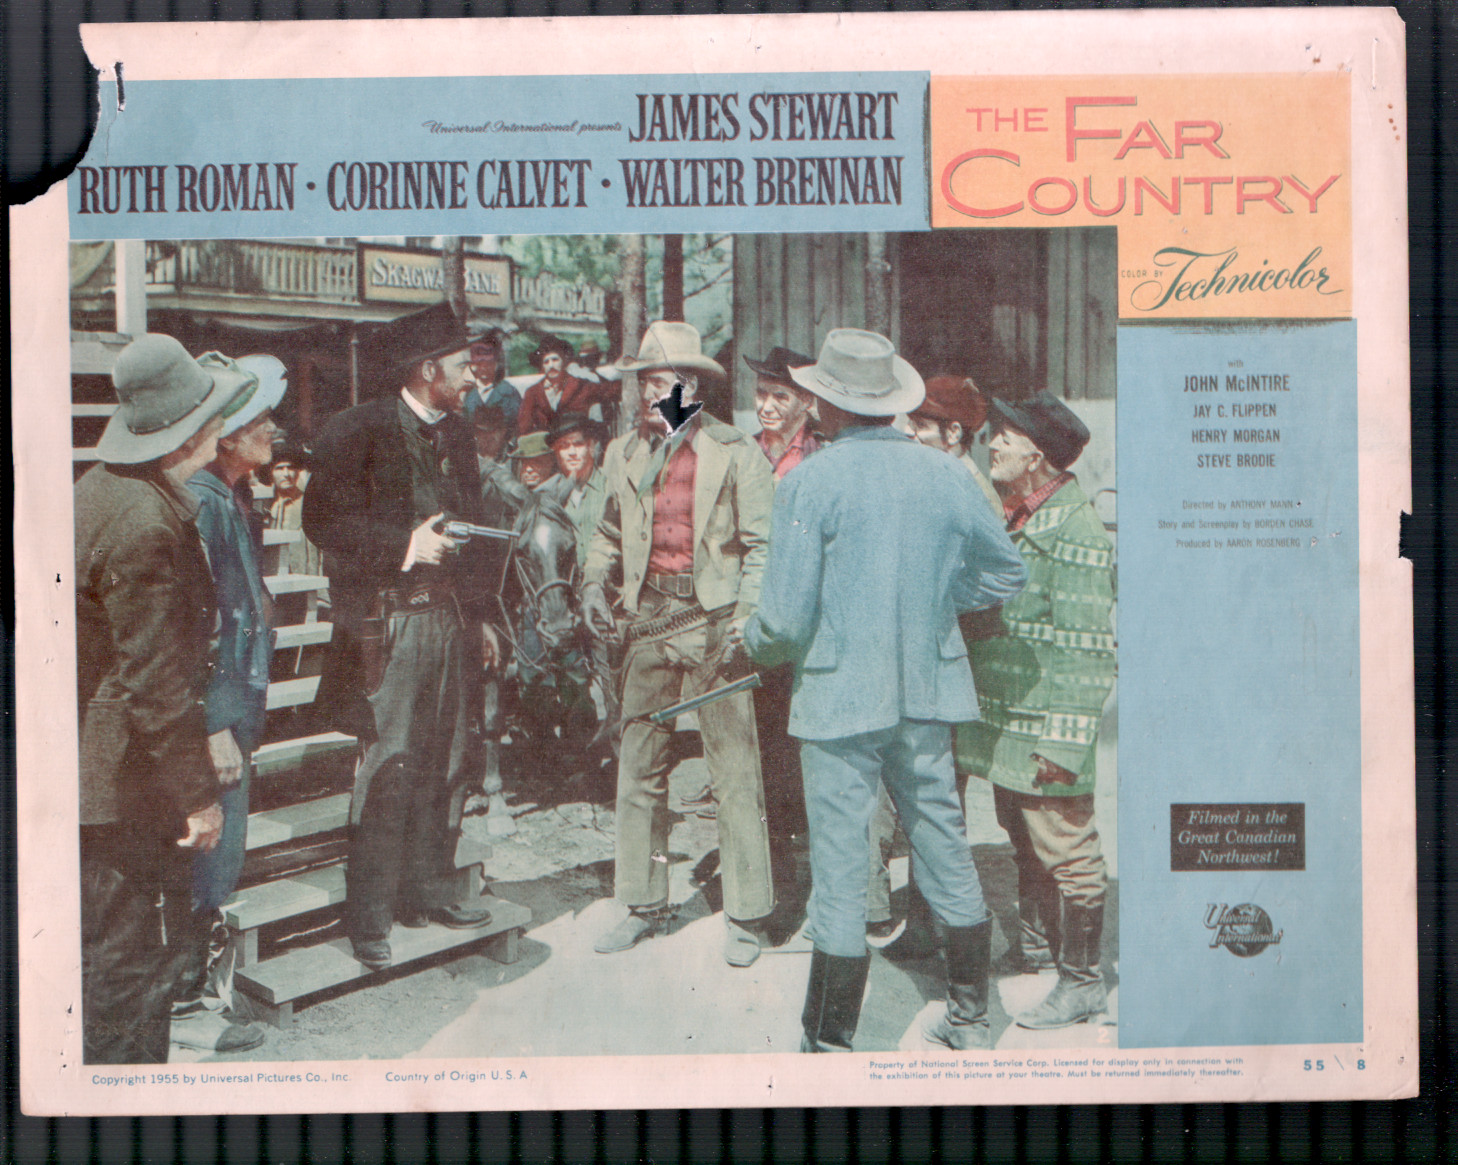 Universal-International presents JAMES STEWART
RUTH ROMAN · CORINNE CALVET · WALTER BRENNAN
THE FAR
COUNTRY
COLOR BY Technicolor
SKAGWA BANK
with
JOHN McINTIRE
JAY C. FLIPPEN
HENRY MORGAN
STEVE BRODIE
Directed by ANTHONY MANN
Story and Screenplay by BORDEN CHASE
Produced by AARON ROSENBERG
Filmed in the
Great Canadian
Northwest!
Universal
International
2
Copyright 1955 by Universal Pictures Co., Inc. Country of Origin U. S. A
Property of National Screen Service Corp. Licensed for display only in connection with
the exhibition of this picture at your theatre. Must be returned immediately thereafter.
55 \ 8